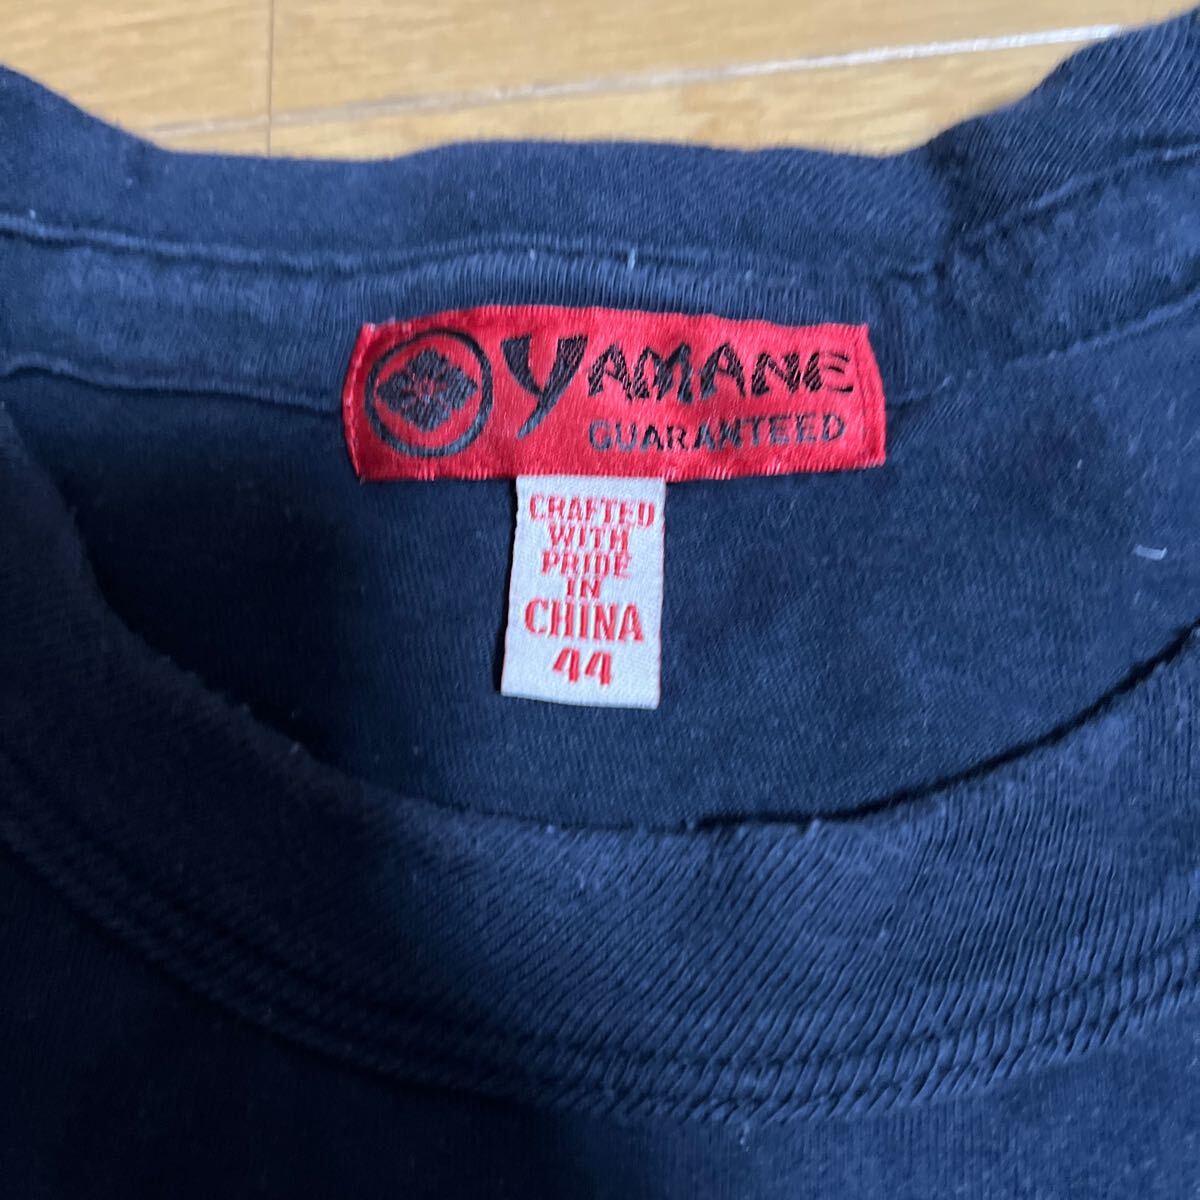 YAMANE
GUARANTEED
CRAFTED
WITH
PRIDE
IN
CHINA
44